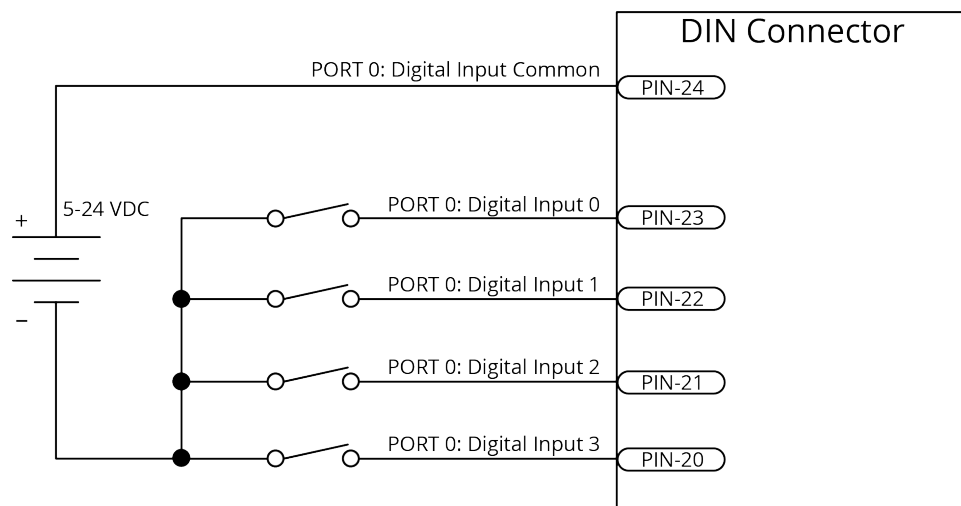 DIN Connector
PORT 0: Digital Input Common
PIN-24
5-24 VDC
+
PORT 0: Digital Input 0
PIN-23
PORT 0: Digital Input 1
PIN-22
–
PORT 0: Digital Input 2
PIN-21
PORT 0: Digital Input 3
PIN-20